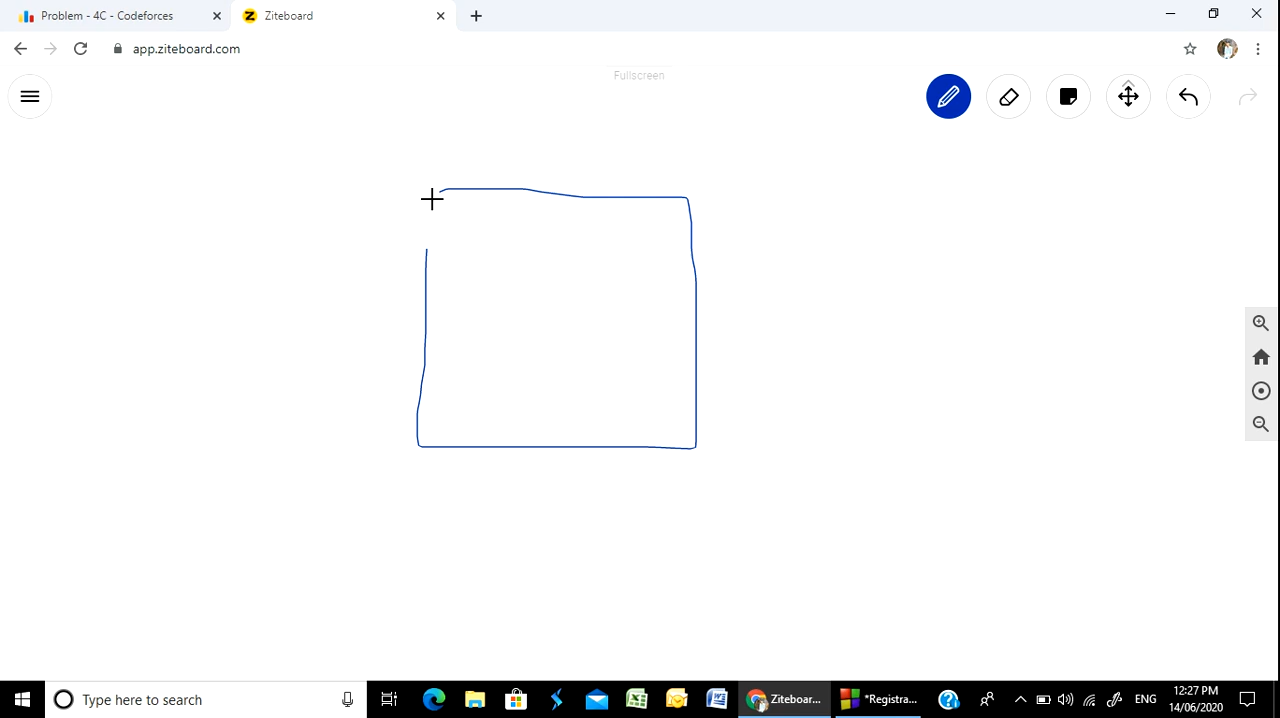 Problem - 4C - Codeforces
Ziteboard
app.ziteboard.com
Fullscreen
Type here to search
Ziteboar...
*Registra...
ENG
12:27 PM
14/06/2020